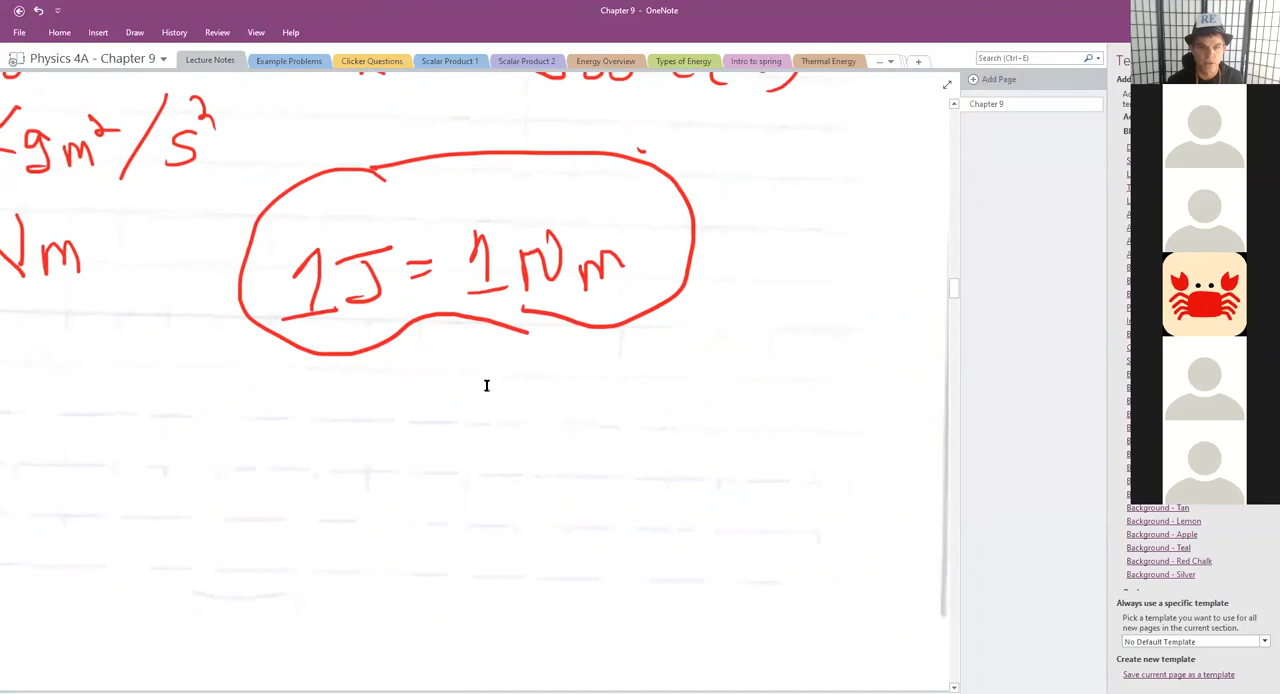 Chapter 9 - OneNote
File Home Insert Draw History Review View Help
RE
Physics 4A - Chapter 9 Lecture Notes Example Problems Clicker Questions Scalar Product 1 Scalar Product 2 Energy Overview Types of Energy Intro to spring Thermal Energy
Search (Ctrl+E)
Add Page
Chapter 9
Kgm²/s²
Nm
1J = 1Nm
Background - Tan
Background - Lemon
Background - Apple
Background - Teal
Background - Red Chalk
Background - Silver
Always use a specific template
Pick a template you want to use for all
new pages in the current section.
No Default Template
Create new template
Save current page as a template